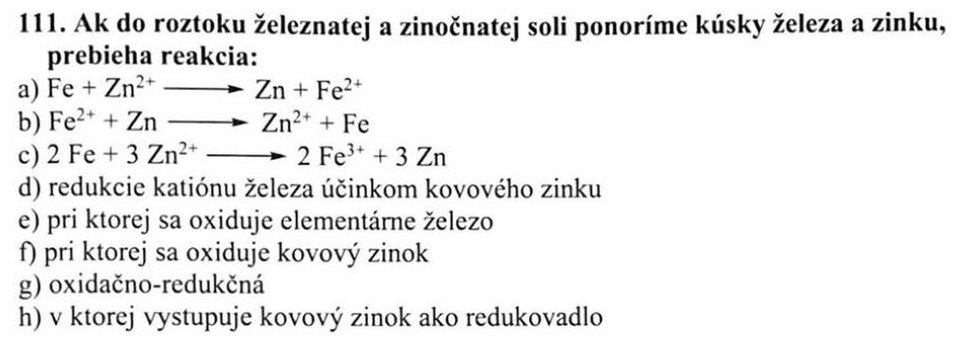 111. Ak do roztoku železnatej a zinočnatej soli ponoríme kúsky železa a zinku,
prebieha reakcia:
a) Fe + Zn²⁺ ⟶ Zn + Fe²⁺
b) Fe²⁺ + Zn ⟶ Zn²⁺ + Fe
c) 2 Fe + 3 Zn²⁺ ⟶ 2 Fe³⁺ + 3 Zn
d) redukcie katiónu železa účinkom kovového zinku
e) pri ktorej sa oxiduje elementárne železo
f) pri ktorej sa oxiduje kovový zinok
g) oxidačno-redukčná
h) v ktorej vystupuje kovový zinok ako redukovadlo